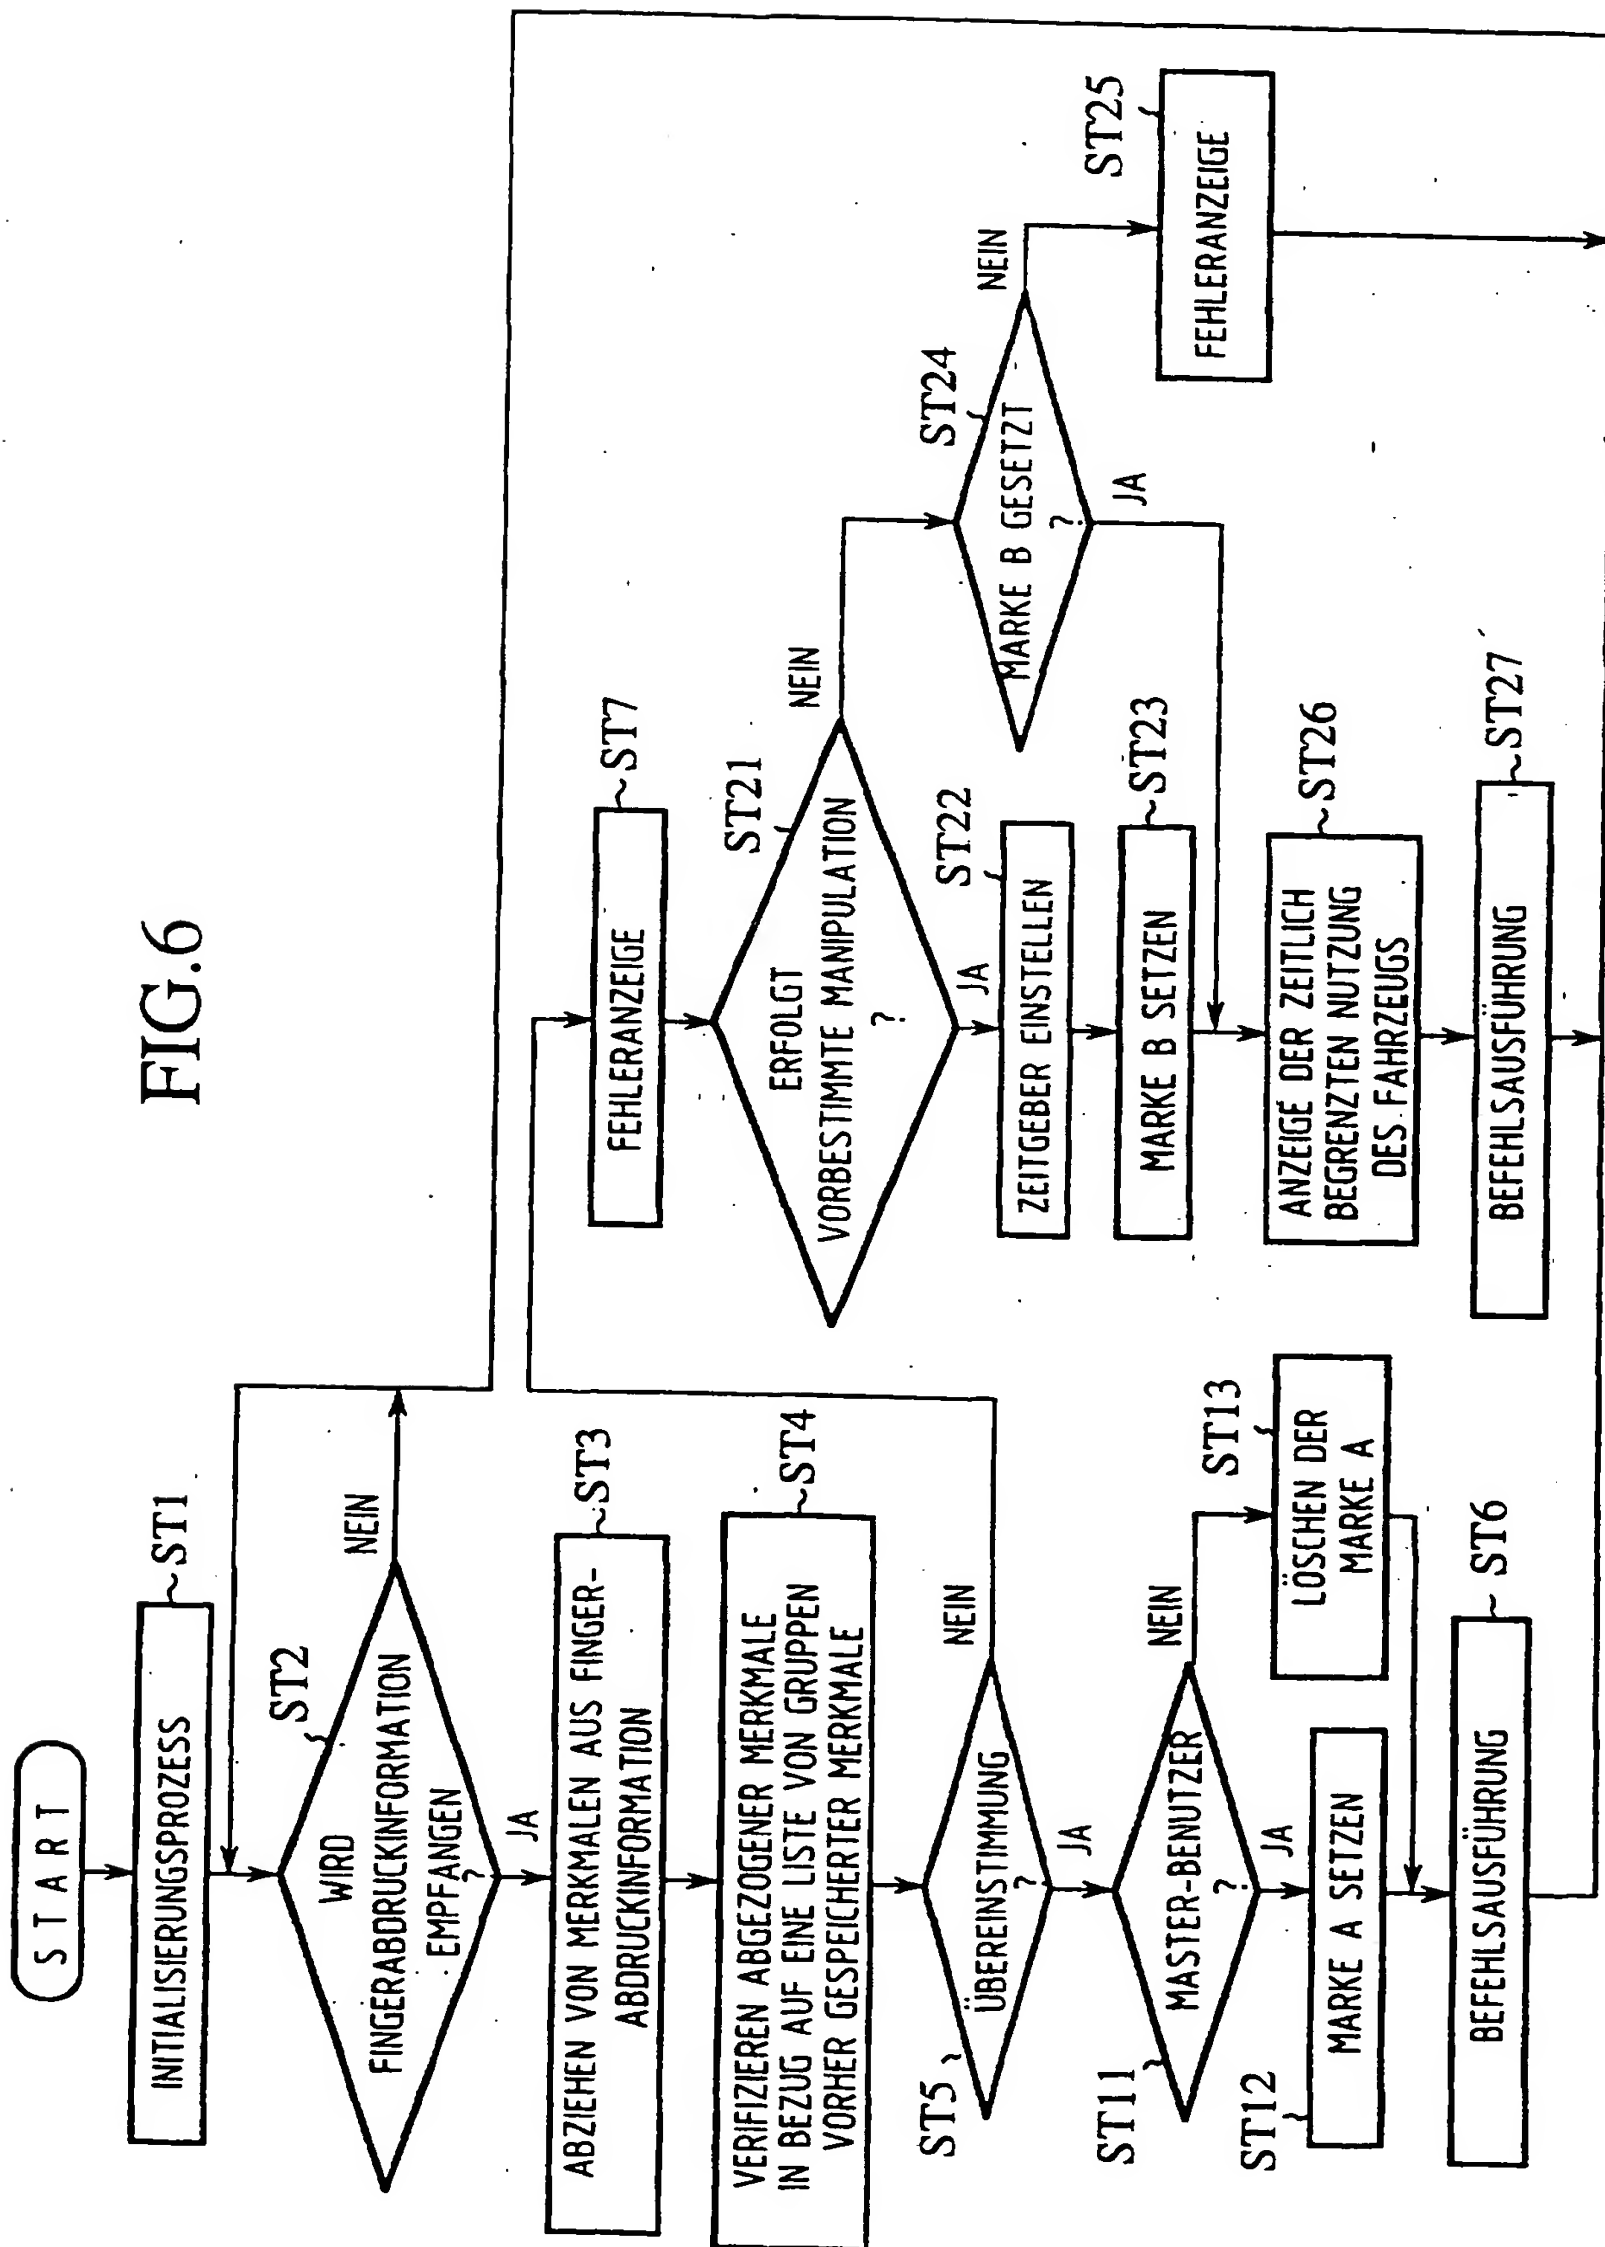 FIG.6
START
INITIALISIERUNGSPROZESS
ST1
WIRD
FINGERABDRUCKINFORMATION
EMPFANGEN
?
ST2
NEIN
JA
ABZIEHEN VON MERKMALEN AUS FINGER-
ABDRUCKINFORMATION
ST3
VERIFIZIEREN ABGEZOGENER MERKMALE
IN BEZUG AUF EINE LISTE VON GRUPPEN
VORHER GESPEICHERTER MERKMALE
ST4
ÜBEREINSTIMMUNG
?
ST5
NEIN
JA
MASTER-BENUTZER
?
ST11
NEIN
JA
MARKE A SETZEN
ST12
LÖSCHEN DER
MARKE A
ST13
BEFEHLSAUSFÜHRUNG
ST6
FEHLERANZEIGE
ST7
ERFOLGT
VORBESTIMMTE MANIPULATION
?
ST21
NEIN
JA
ZEITGEBER EINSTELLEN
ST22
MARKE B SETZEN
ST23
MARKE B GESETZT
?
ST24
NEIN
JA
FEHLERANZEIGE
ST25
ANZEIGE DER ZEITLICH
BEGRENZTEN NUTZUNG
DES FAHRZEUGS
ST26
BEFEHLSAUSFÜHRUNG
ST27